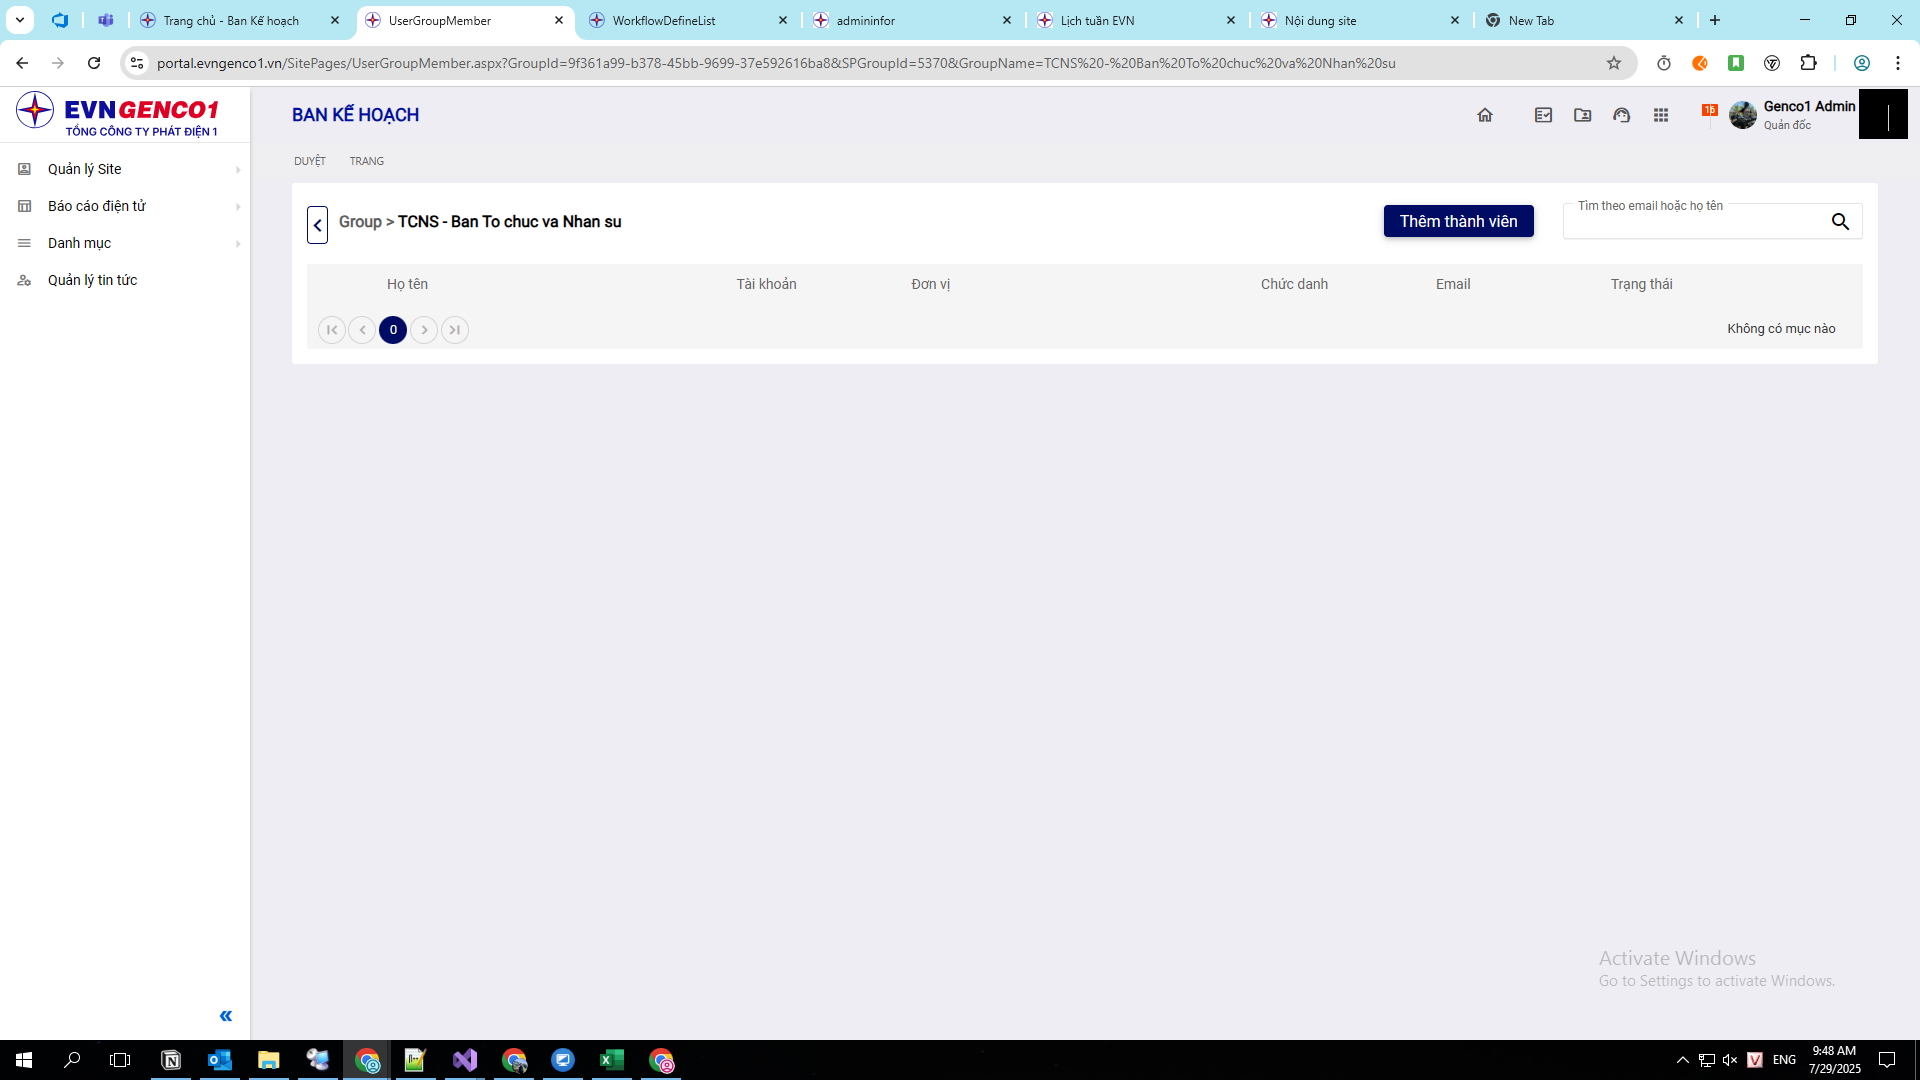 Trang chủ - Ban Kế hoạch
UserGroupMember
WorkflowDefineList
admininfor
Lịch tuần EVN
Nội dung site
New Tab
portal.evngenco1.vn/SitePages/UserGroupMember.aspx?GroupId=9f361a99-b378-45bb-9699-37e592616ba8&SPGroupId=5370&GroupName=TCNS%20-%20Ban%20To%20chuc%20va%20Nhan%20su
EVNGENCO1
TỔNG CÔNG TY PHÁT ĐIỆN 1
BAN KẾ HOẠCH
Genco1 Admin
Quản đốc
Quản lý Site
Báo cáo điện tử
Danh mục
Quản lý tin tức
DUYỆT TRANG
Group > TCNS - Ban To chuc va Nhan su
Thêm thành viên
Tìm theo email hoặc họ tên
Họ tên Tài khoản Đơn vị Chức danh Email Trạng thái
0
Không có mục nào
Activate Windows
Go to Settings to activate Windows.
ENG
9:48 AM
7/29/2025